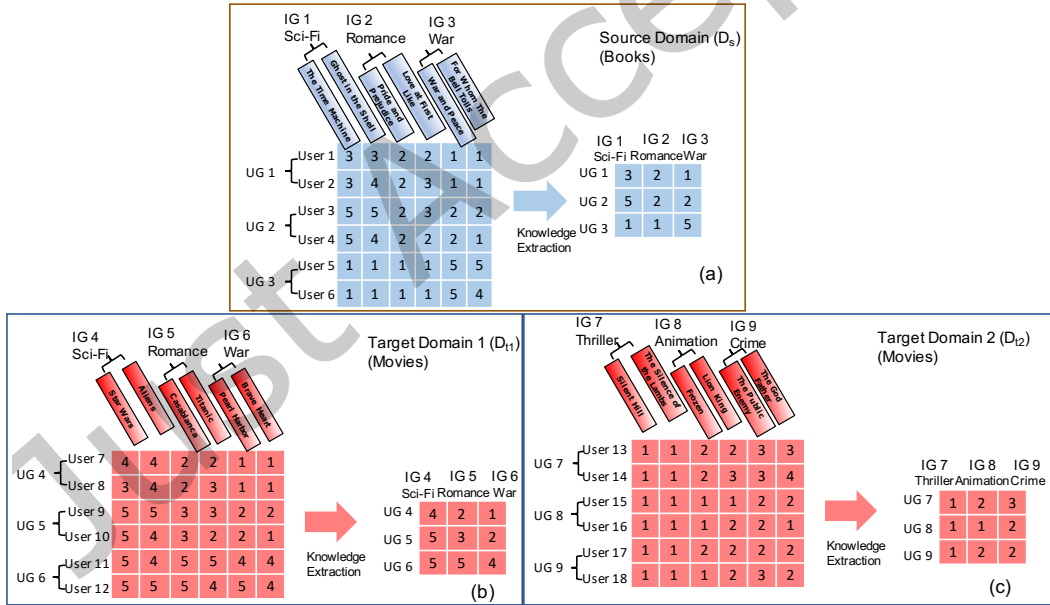 Just Accep
IG 1
Sci-Fi
IG 2
Romance
IG 3
War
Source Domain (Ds)
(Books)
The Time Machine
Ghost in the Shell
Pride and
Prejudice
Love at First
Like
War and Peace
For Whom The
Bell Tolls
UG 1
User 1 3 3 2 2 1 1
User 2 3 4 2 3 1 1
UG 2
User 3 5 5 2 3 2 2
User 4 5 4 2 2 2 1
UG 3
User 5 1 1 1 1 5 5
User 6 1 1 1 1 5 4
Knowledge
Extraction
IG 1 IG 2 IG 3
Sci-Fi Romance War
UG 1 3 2 1
UG 2 5 2 2
UG 3 1 1 5
(a)
IG 4
Sci-Fi
IG 5
Romance
IG 6
War
Target Domain 1 (Dt1)
(Movies)
Star Wars
Aliens
Casablanca
Titanic
Pearl Harbor
Brave Heart
UG 4
User 7 4 4 2 2 1 1
User 8 3 4 2 3 1 1
UG 5
User 9 5 5 3 3 2 2
User 10 5 4 3 2 2 1
UG 6
User 11 5 5 4 5 5 4 4
User 12 5 5 5 4 5 4
Knowledge
Extraction
IG 4 IG 5 IG 6
Sci-Fi Romance War
UG 4 4 2 1
UG 5 5 3 2
UG 6 5 5 4
(b)
IG 7
Thriller
IG 8
Animation
IG 9
Crime
Target Domain 2 (Dt2)
(Movies)
Silent Hill
The Silence of
the Lambs
Frozen
Lion King
The Public
Enemy
The God
Father
UG 7
User 13 1 1 2 2 3 3
User 14 1 1 2 3 3 4
UG 8
User 15 1 1 1 1 2 2
User 16 1 1 1 2 2 1
UG 9
User 17 1 1 2 2 2 2
User 18 1 1 1 2 3 2
Knowledge
Extraction
IG 7 IG 8 IG 9
Thriller Animation Crime
UG 7 1 2 3
UG 8 1 1 2
UG 9 1 2 2
(c)